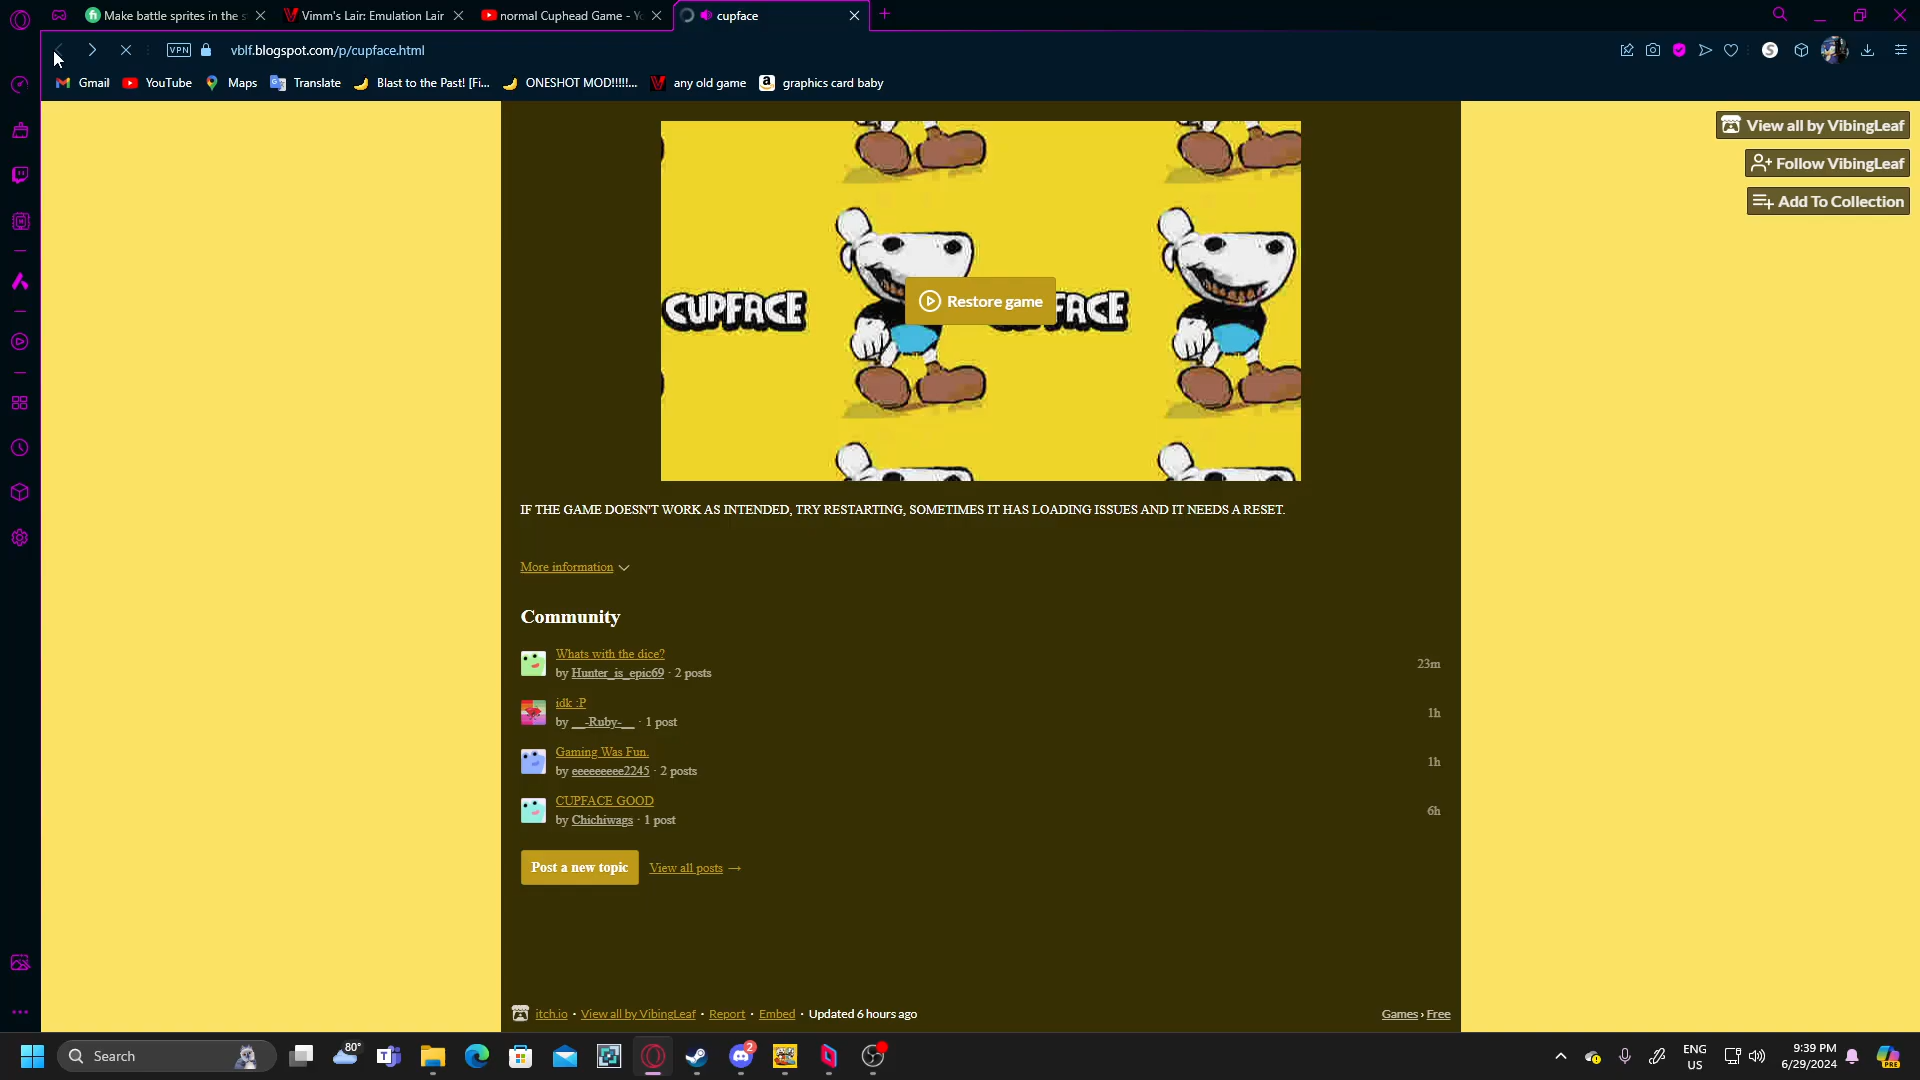 Make battle sprites in the s
Vimm's Lair: Emulation Lair
normal Cuphead Game - Yo
cupface
VPN
vblf.blogspot.com/p/cupface.html
Gmail
YouTube
Maps
Translate
Blast to the Past! [Fi...
ONESHOT MOD!!!!!...
any old game
graphics card baby
View all by VibingLeaf
Follow VibingLeaf
Add To Collection
CUPFACE
FACE
Restore game
IF THE GAME DOESN'T WORK AS INTENDED, TRY RESTARTING, SOMETIMES IT HAS LOADING ISSUES AND IT NEEDS A RESET.
More information
Community
Whats with the dice?
by Hunter_is_epic69 · 2 posts
23m
idk :P
by __-Ruby-__ · 1 post
1h
Gaming Was Fun.
by eeeeeeeee2245 · 2 posts
1h
CUPFACE GOOD
by Chichiwags · 1 post
6h
Post a new topic
View all posts →
itch.io · View all by VibingLeaf · Report · Embed · Updated 6 hours ago
Games › Free
Search
80°
2
ENG
US
9:39 PM
6/29/2024
PRE